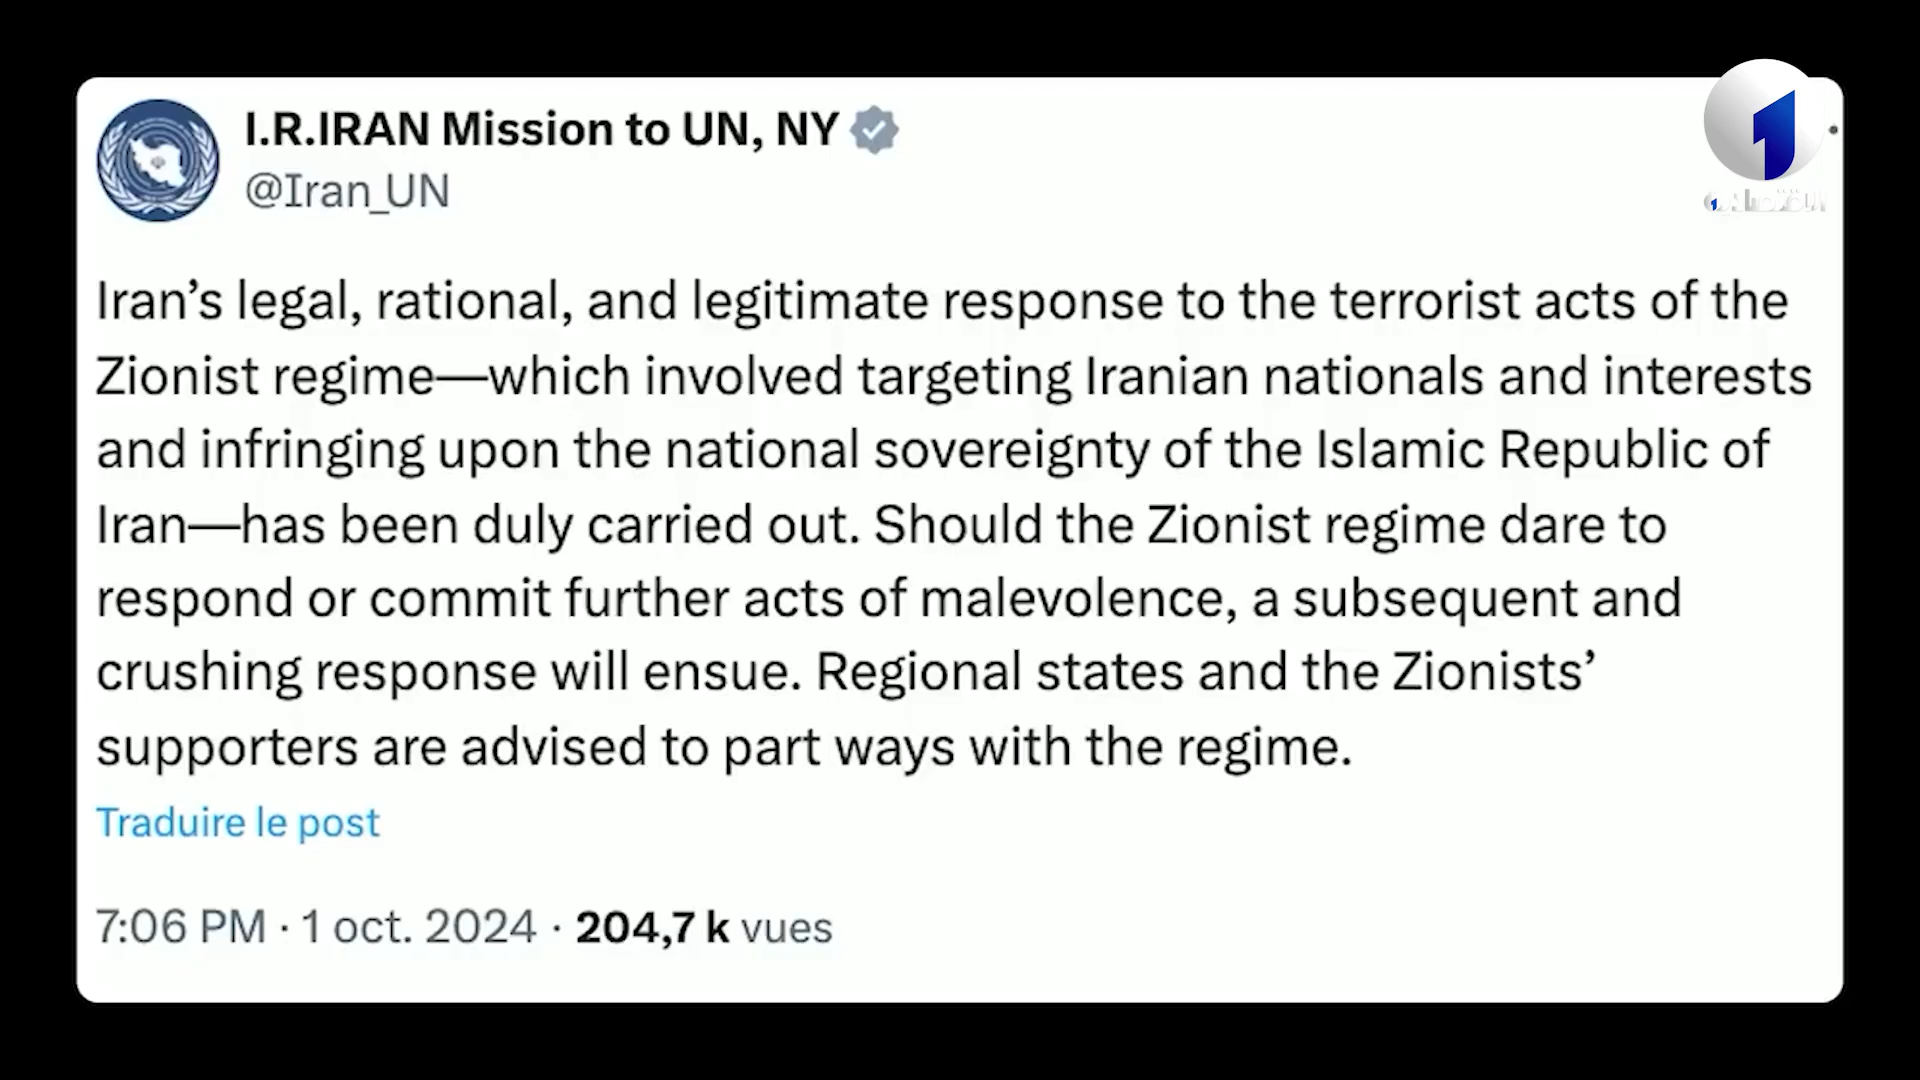 I.R.IRAN Mission to UN, NY
@Iran_UN
Iran’s legal, rational, and legitimate response to the terrorist acts of the
Zionist regime—which involved targeting Iranian nationals and interests
and infringing upon the national sovereignty of the Islamic Republic of
Iran—has been duly carried out. Should the Zionist regime dare to
respond or commit further acts of malevolence, a subsequent and
crushing response will ensue. Regional states and the Zionists’
supporters are advised to part ways with the regime.
Traduire le post
7:06 PM · 1 oct. 2024 · 204,7 k vues
1